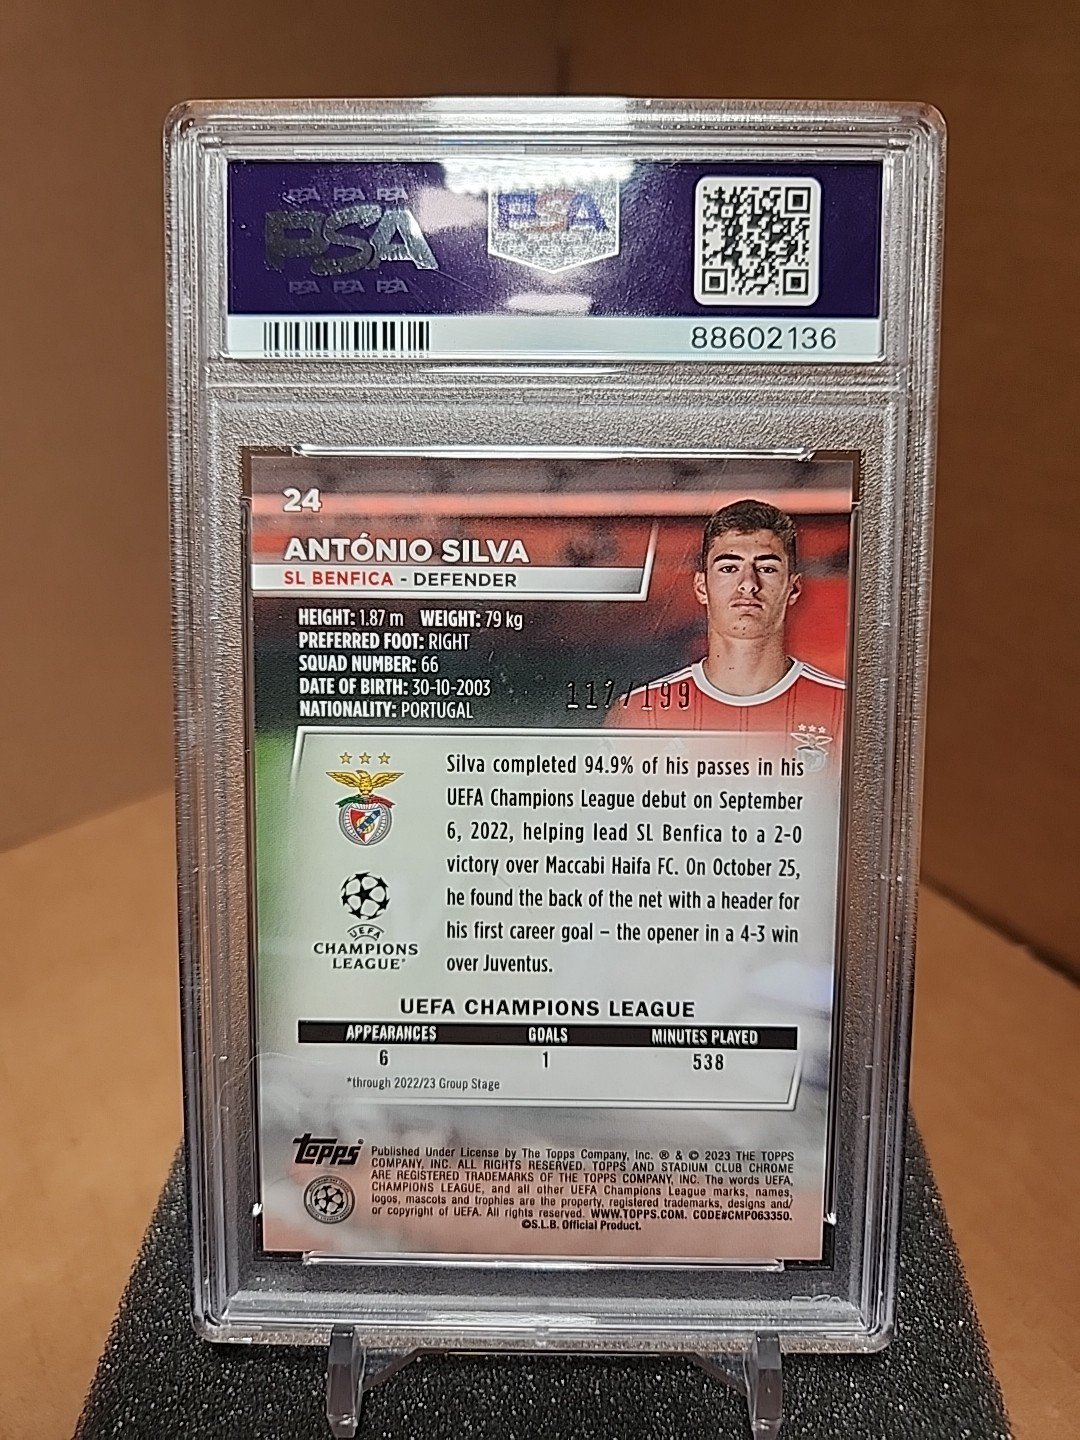 PSA PSA PSA
PSA
PSA PSA PSA
PSA
88602136
24
ANTÓNIO SILVA
SL BENFICA - DEFENDER
HEIGHT: 1.87 m WEIGHT: 79 kg
PREFERRED FOOT: RIGHT
SQUAD NUMBER: 66
DATE OF BIRTH: 30-10-2003
NATIONALITY: PORTUGAL
117/199
Silva completed 94.9% of his passes in his
UEFA Champions League debut on September
6, 2022, helping lead SL Benfica to a 2-0
victory over Maccabi Haifa FC. On October 25,
he found the back of the net with a header for
his first career goal – the opener in a 4-3 win
over Juventus.
UEFA
CHAMPIONS
LEAGUE®
UEFA CHAMPIONS LEAGUE
APPEARANCES GOALS MINUTES PLAYED
6 1 538
*through 2022/23 Group Stage
Topps®
Published Under License by The Topps Company, Inc. ® & © 2023 THE TOPPS
COMPANY, INC. ALL RIGHTS RESERVED. TOPPS AND STADIUM CLUB CHROME
ARE REGISTERED TRADEMARKS OF THE TOPPS COMPANY, INC. The words UEFA,
CHAMPIONS LEAGUE, and all other UEFA Champions League marks, names,
logos, mascots and trophies are the property, registered trademarks, designs and/
or copyright of UEFA. All rights reserved. WWW.TOPPS.COM. CODE#CMP063350.
©S.L.B. Official Product.